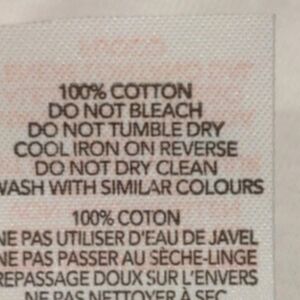 100% COTTON
DO NOT BLEACH
DO NOT TUMBLE DRY
COOL IRON ON REVERSE
DO NOT DRY CLEAN
WASH WITH SIMILAR COLOURS
100% COTON
NE PAS UTILISER D'EAU DE JAVEL
NE PAS PASSER AU SÈCHE-LINGE
REPASSAGE DOUX SUR L'ENVERS
NE PAS NETTOYER À SEC